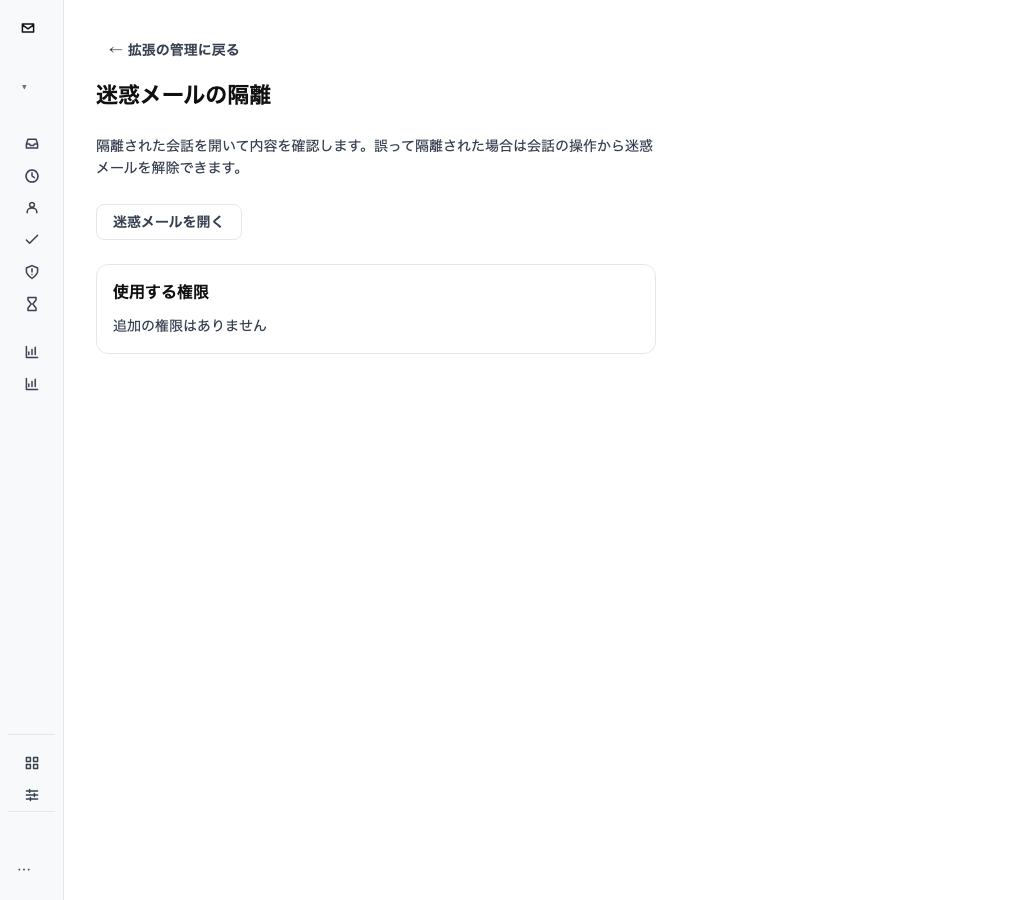 ← 拡張の管理に戻る
迷惑メールの隔離
隔離された会話を開いて内容を確認します。誤って隔離された場合は会話の操作から迷惑
メールを解除できます。
迷惑メールを開く
使用する権限
追加の権限はありません